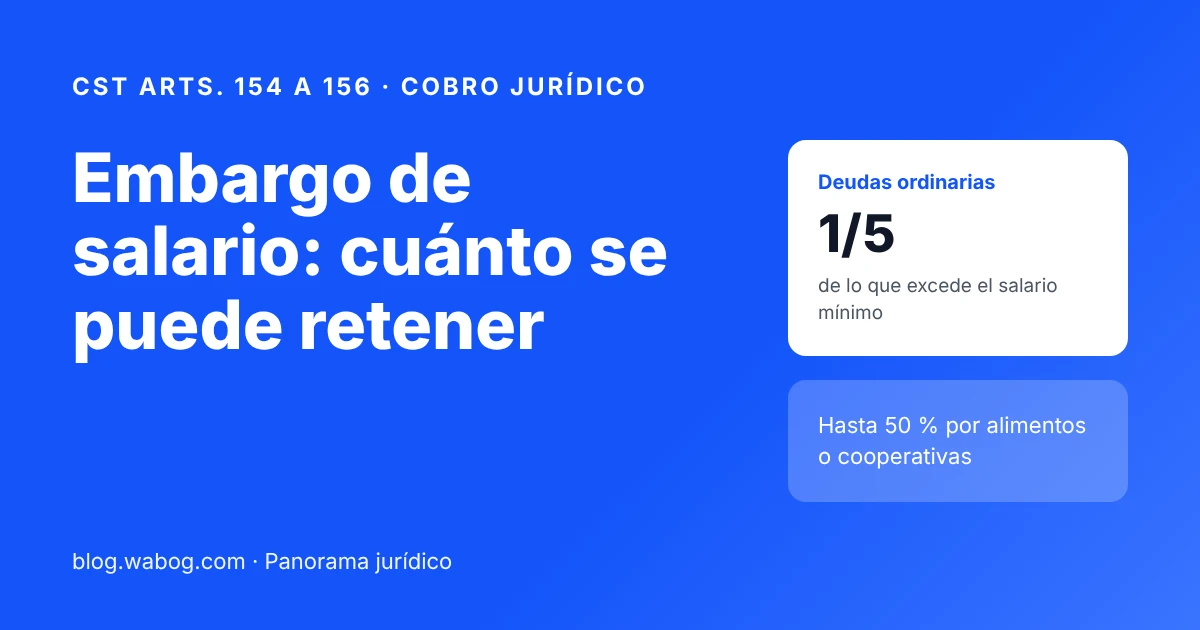 CST ARTS. 154 A 156 · COBRO JURÍDICO
Embargo de
salario: cuánto se
puede retener
Deudas ordinarias
1/5
de lo que excede el salario
mínimo
Hasta 50 % por alimentos
o cooperativas
blog.wabog.com · Panorama jurídico